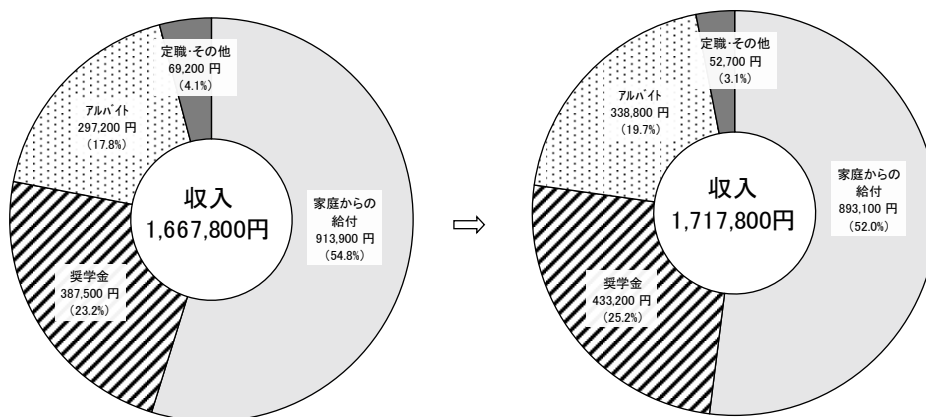 定職・その他
69,200 円
(4.1%)
アルバイト
297,200 円
(17.8%)
収入
1,667,800円
家庭からの
給付
913,900 円
(54.8%)
奨学金
387,500 円
(23.2%)
⇨
定職・その他
52,700 円
(3.1%)
アルバイト
338,800 円
(19.7%)
収入
1,717,800円
家庭からの
給付
893,100 円
(52.0%)
奨学金
433,200 円
(25.2%)